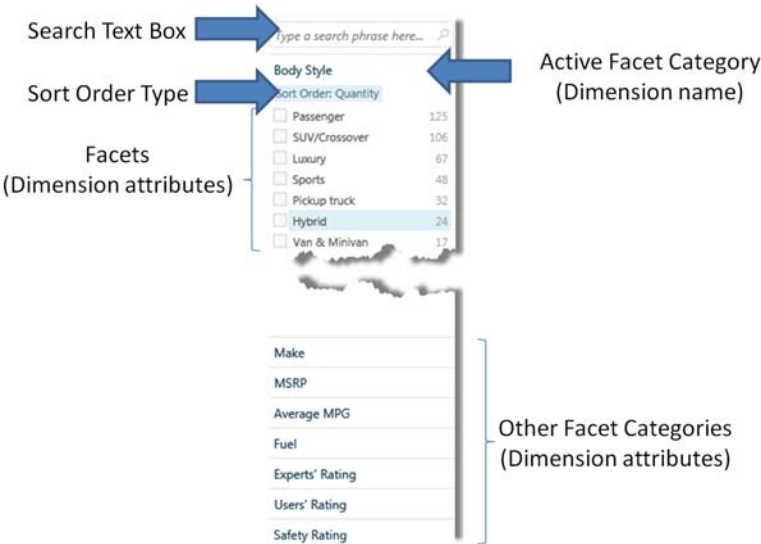 Search Text Box
Type a search phrase here...
Body Style
Active Facet Category
(Dimension name)
Sort Order Type
Sort Order: Quantity
Facets
(Dimension attributes)
Passenger 125
SUV/Crossover 106
Luxury 67
Sports 48
Pickup truck 32
Hybrid 24
Van & Minivan 17
Make
MSRP
Average MPG
Fuel
Experts' Rating
Users' Rating
Safety Rating
Other Facet Categories
(Dimension attributes)